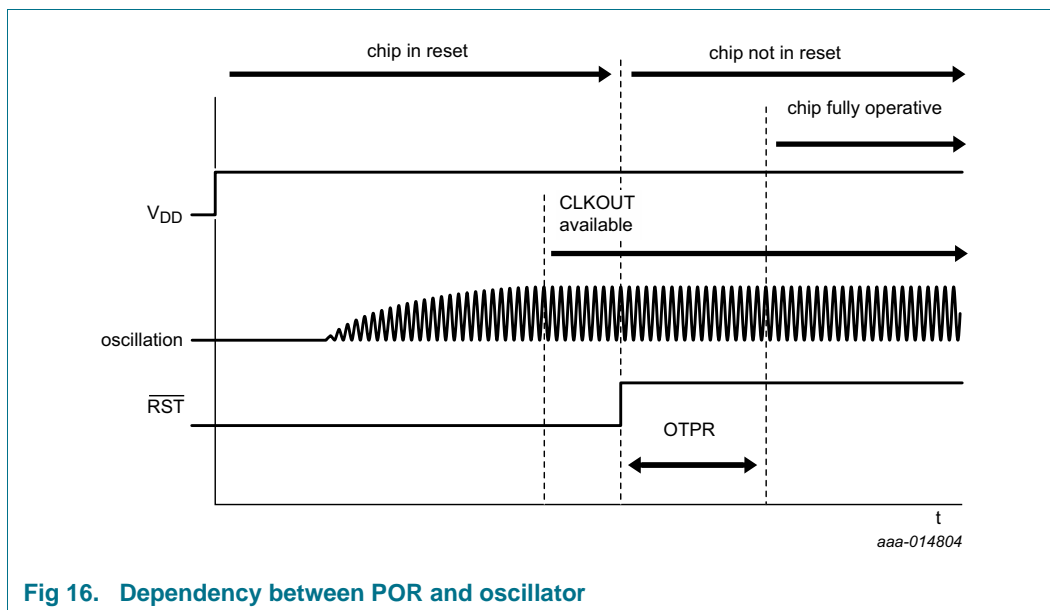 chip in reset
chip not in reset
chip fully operative
VDD
CLKOUT
available
oscillation
RST
OTPR
t
aaa-014804
Fig 16. Dependency between POR and oscillator